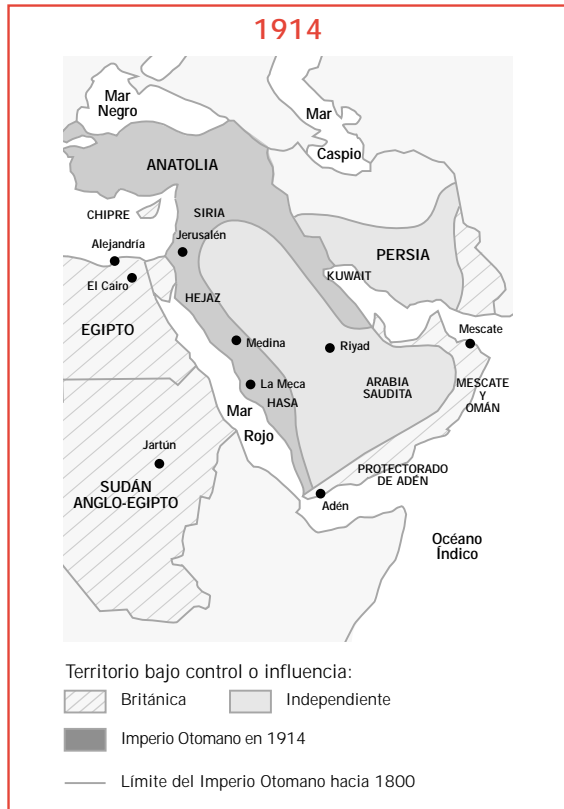 1914
Mar
Negro
Mar
Caspio
ANATOLIA
CHIPRE
SIRIA
Alejandría
Jerusalén
PERSIA
KUWAIT
El Cairo
HEJAZ
EGIPTO
Medina
Riyad
Mescate
La Meca
HASA
ARABIA
SAUDITA
MESCATE
Y
OMÁN
Mar
Rojo
Jartún
SUDÁN
ANGLO-EGIPTO
PROTECTORADO
DE ADÉN
Adén
Océano
Índico
Territorio bajo control o influencia:
Británica
Independiente
Imperio Otomano en 1914
Límite del Imperio Otomano hacia 1800